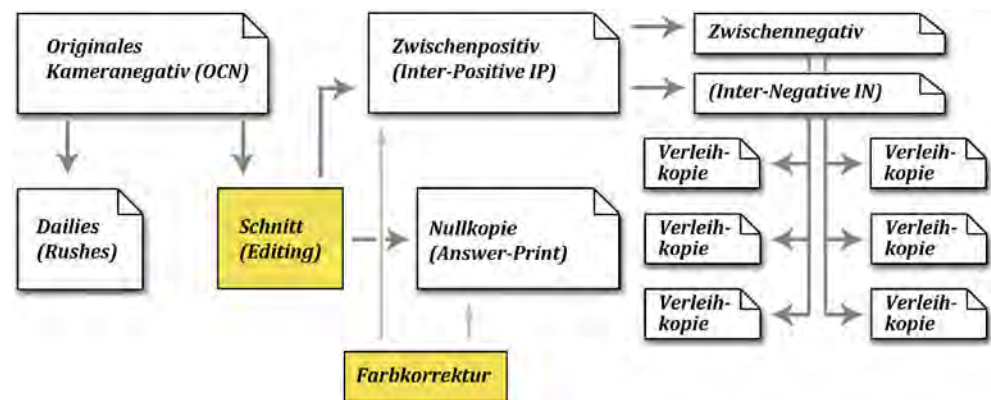 Originales
Kameranegativ (OCN)
Zwischenpositiv
(Inter-Positive IP)
Zwischennegativ
(Inter-Negative IN)
Dailies
(Rushes)
Schnitt
(Editing)
Nullkopie
(Answer-Print)
Farbkorrektur
Verleih-
kopie
Verleih-
kopie
Verleih-
kopie
Verleih-
kopie
Verleih-
kopie
Verleih-
kopie